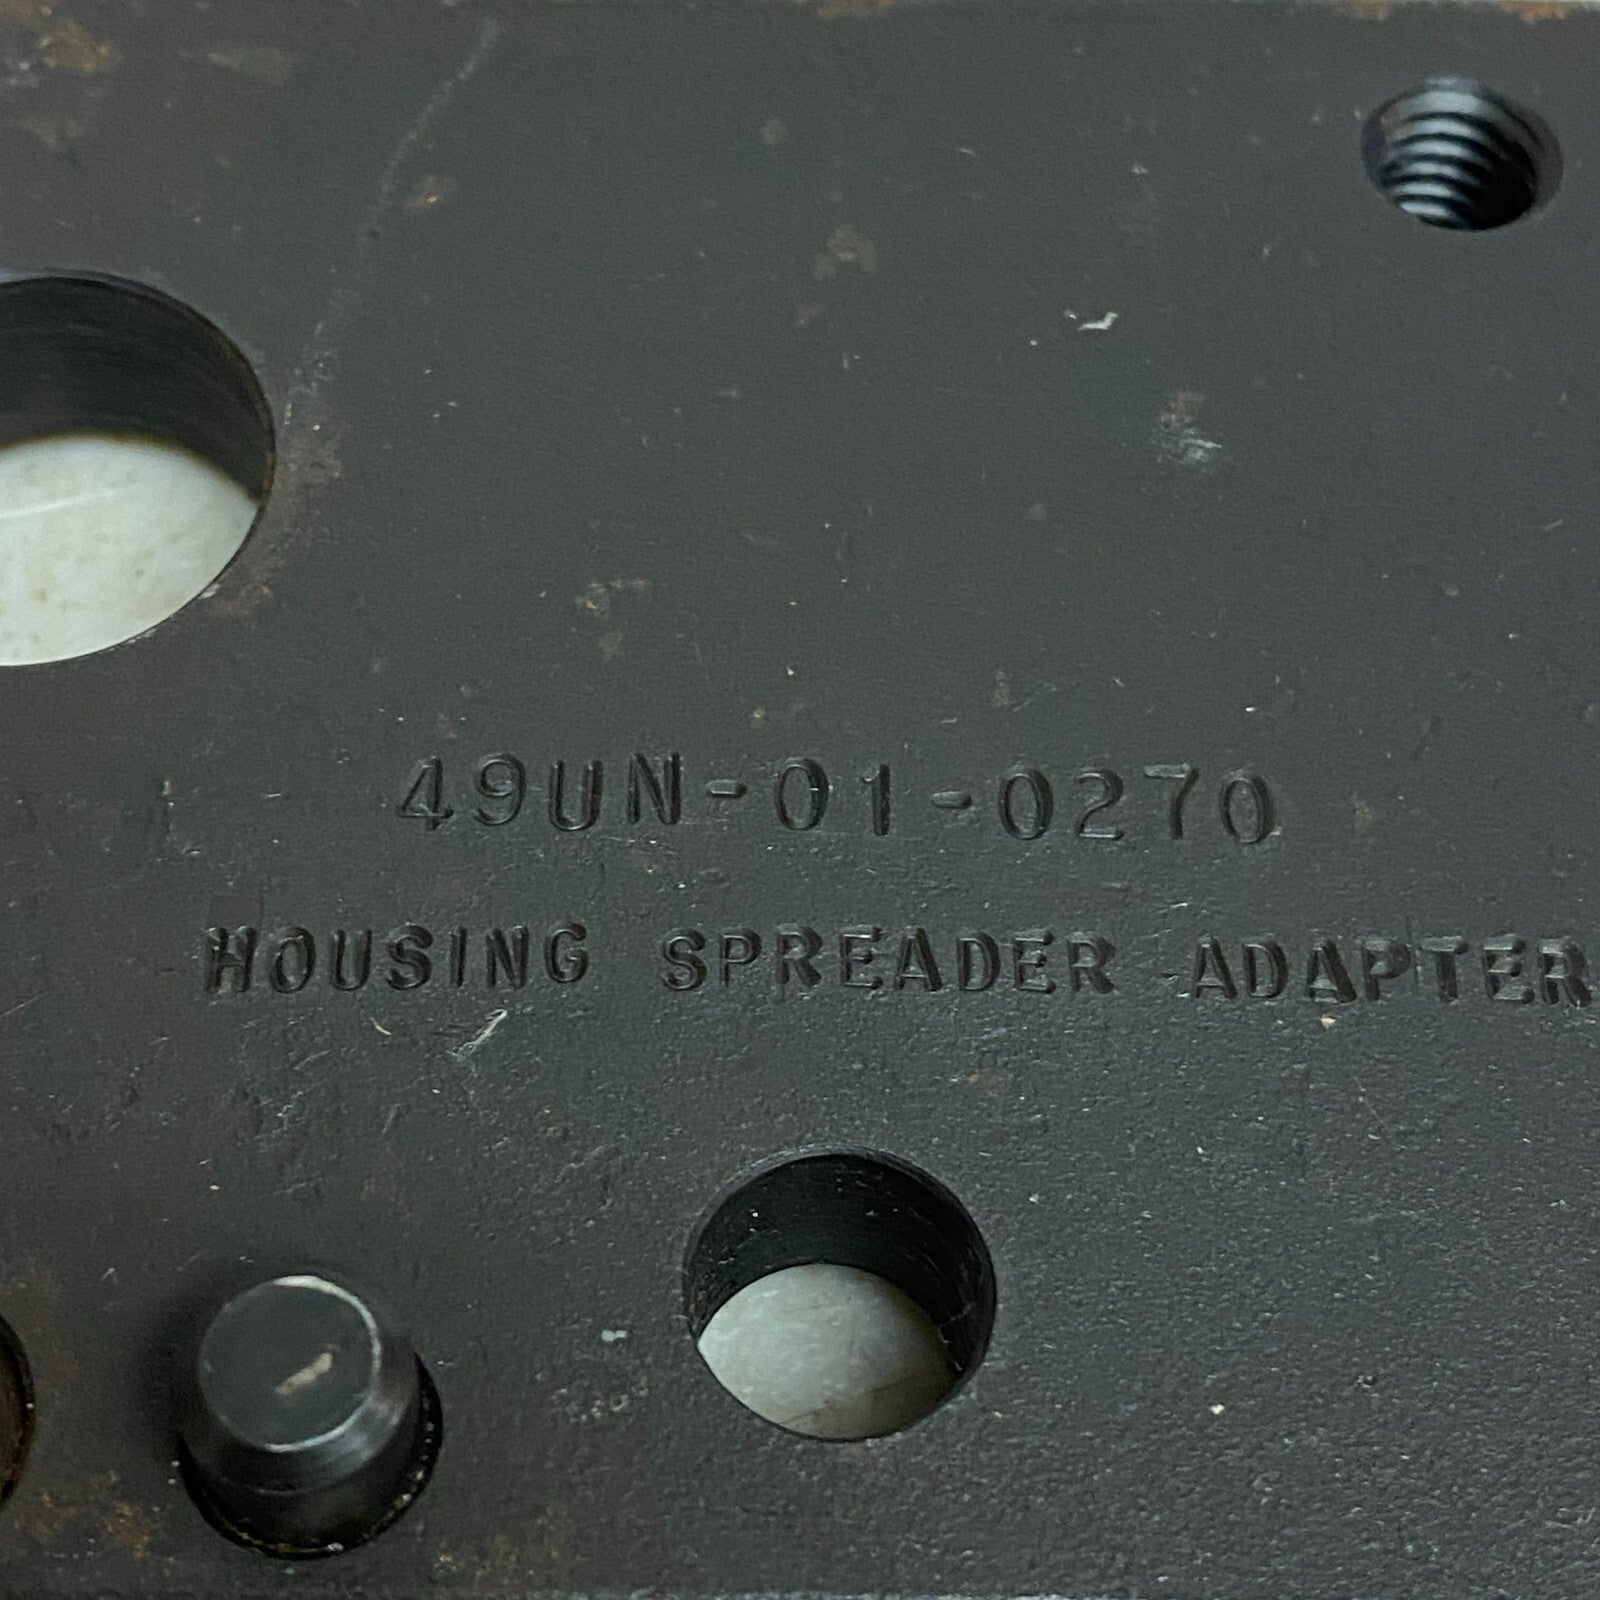 49UN-01-0270
HOUSING SPREADER ADAPTER